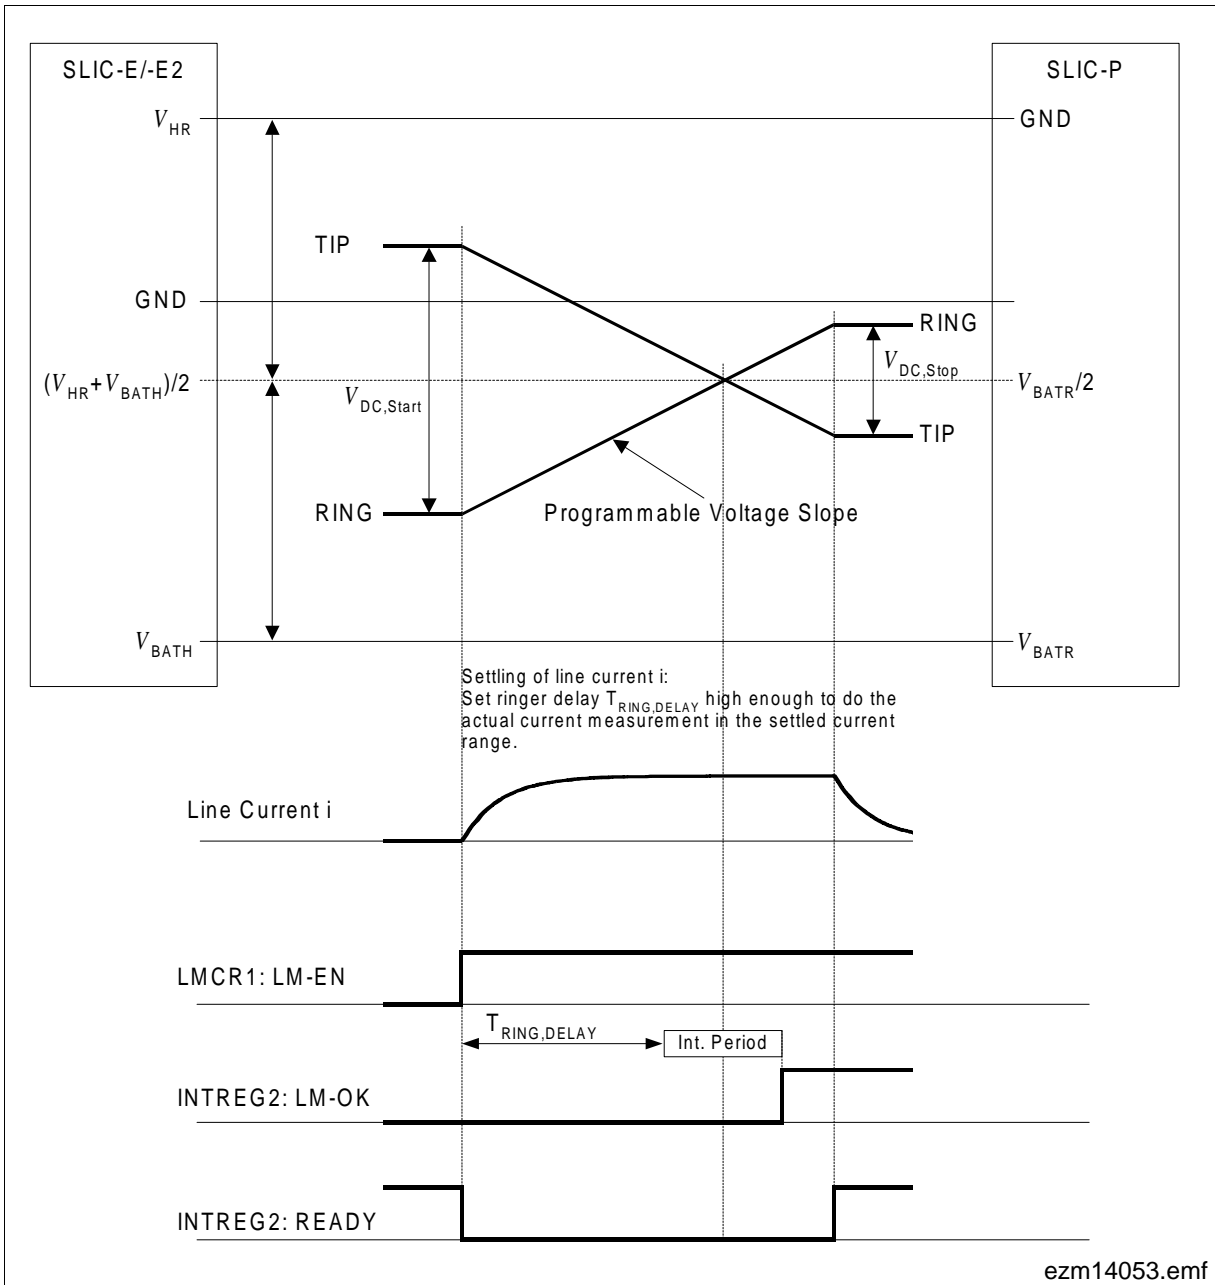 SLIC-E/-E2
SLIC-P
V_HR
GND
TIP
GND
RING
(V_HR+V_BATH)/2
V_DC,Start
V_DC,Stop
V_BATR/2
TIP
RING
Programmable Voltage Slope
V_BATH
V_BATR
Settling of line current i:
Set ringer delay T_RING,DELAY high enough to do the
actual current measurement in the settled current
range.
Line Current i
LMCR1: LM-EN
T_RING,DELAY
Int. Period
INTREG2: LM-OK
INTREG2: READY
ezm14053.emf